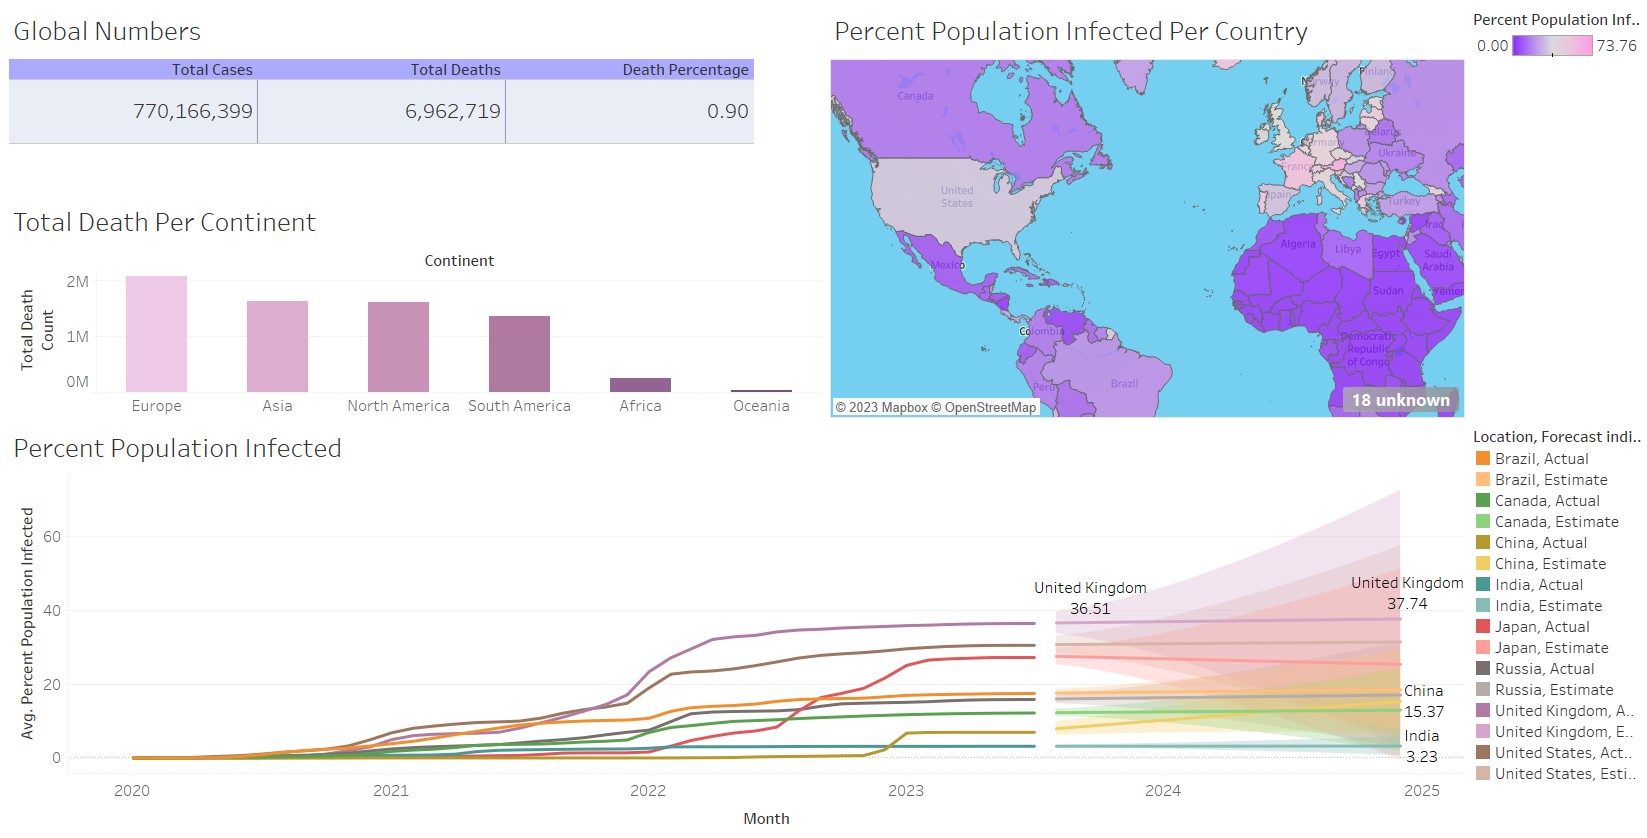 Global Numbers
Total Cases Total Deaths Death Percentage
770,166,399 6,962,719 0.90
Total Death Per Continent
Continent
Total Death
Count
2M
1M
0M
Europe Asia North America South America Africa Oceania
Percent Population Infected Per Country
Canada
United
States
Mexico
Colombia
Peru
Brazil
Norway
Finland
Belarus
Ukraine
Germany
France
Spain
Turkey
Iraq
Algeria
Libya
Egypt
Saudi
Arabia
Sudan
Yemen
Democratic
Republic
of Congo
© 2023 Mapbox © OpenStreetMap
18 unknown
Percent Population Inf..
0.00 73.76
Percent Population Infected
Avg. Percent Population Infected
60
40
20
0
United Kingdom
36.51
United Kingdom
37.74
China
15.37
India
3.23
2020 2021 2022 2023 2024 2025
Month
Location, Forecast indi..
Brazil, Actual
Brazil, Estimate
Canada, Actual
Canada, Estimate
China, Actual
China, Estimate
India, Actual
India, Estimate
Japan, Actual
Japan, Estimate
Russia, Actual
Russia, Estimate
United Kingdom, A..
United Kingdom, E..
United States, Act..
United States, Esti..